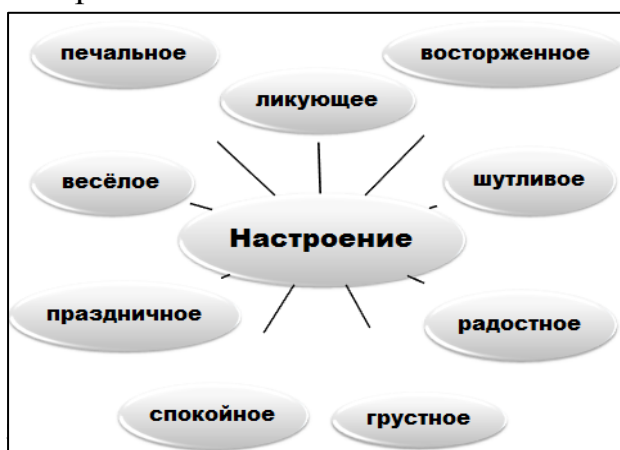 печальное
восторженное
ликующее
весёлое
шутливое
Настроение
праздничное
радостное
спокойное
грустное